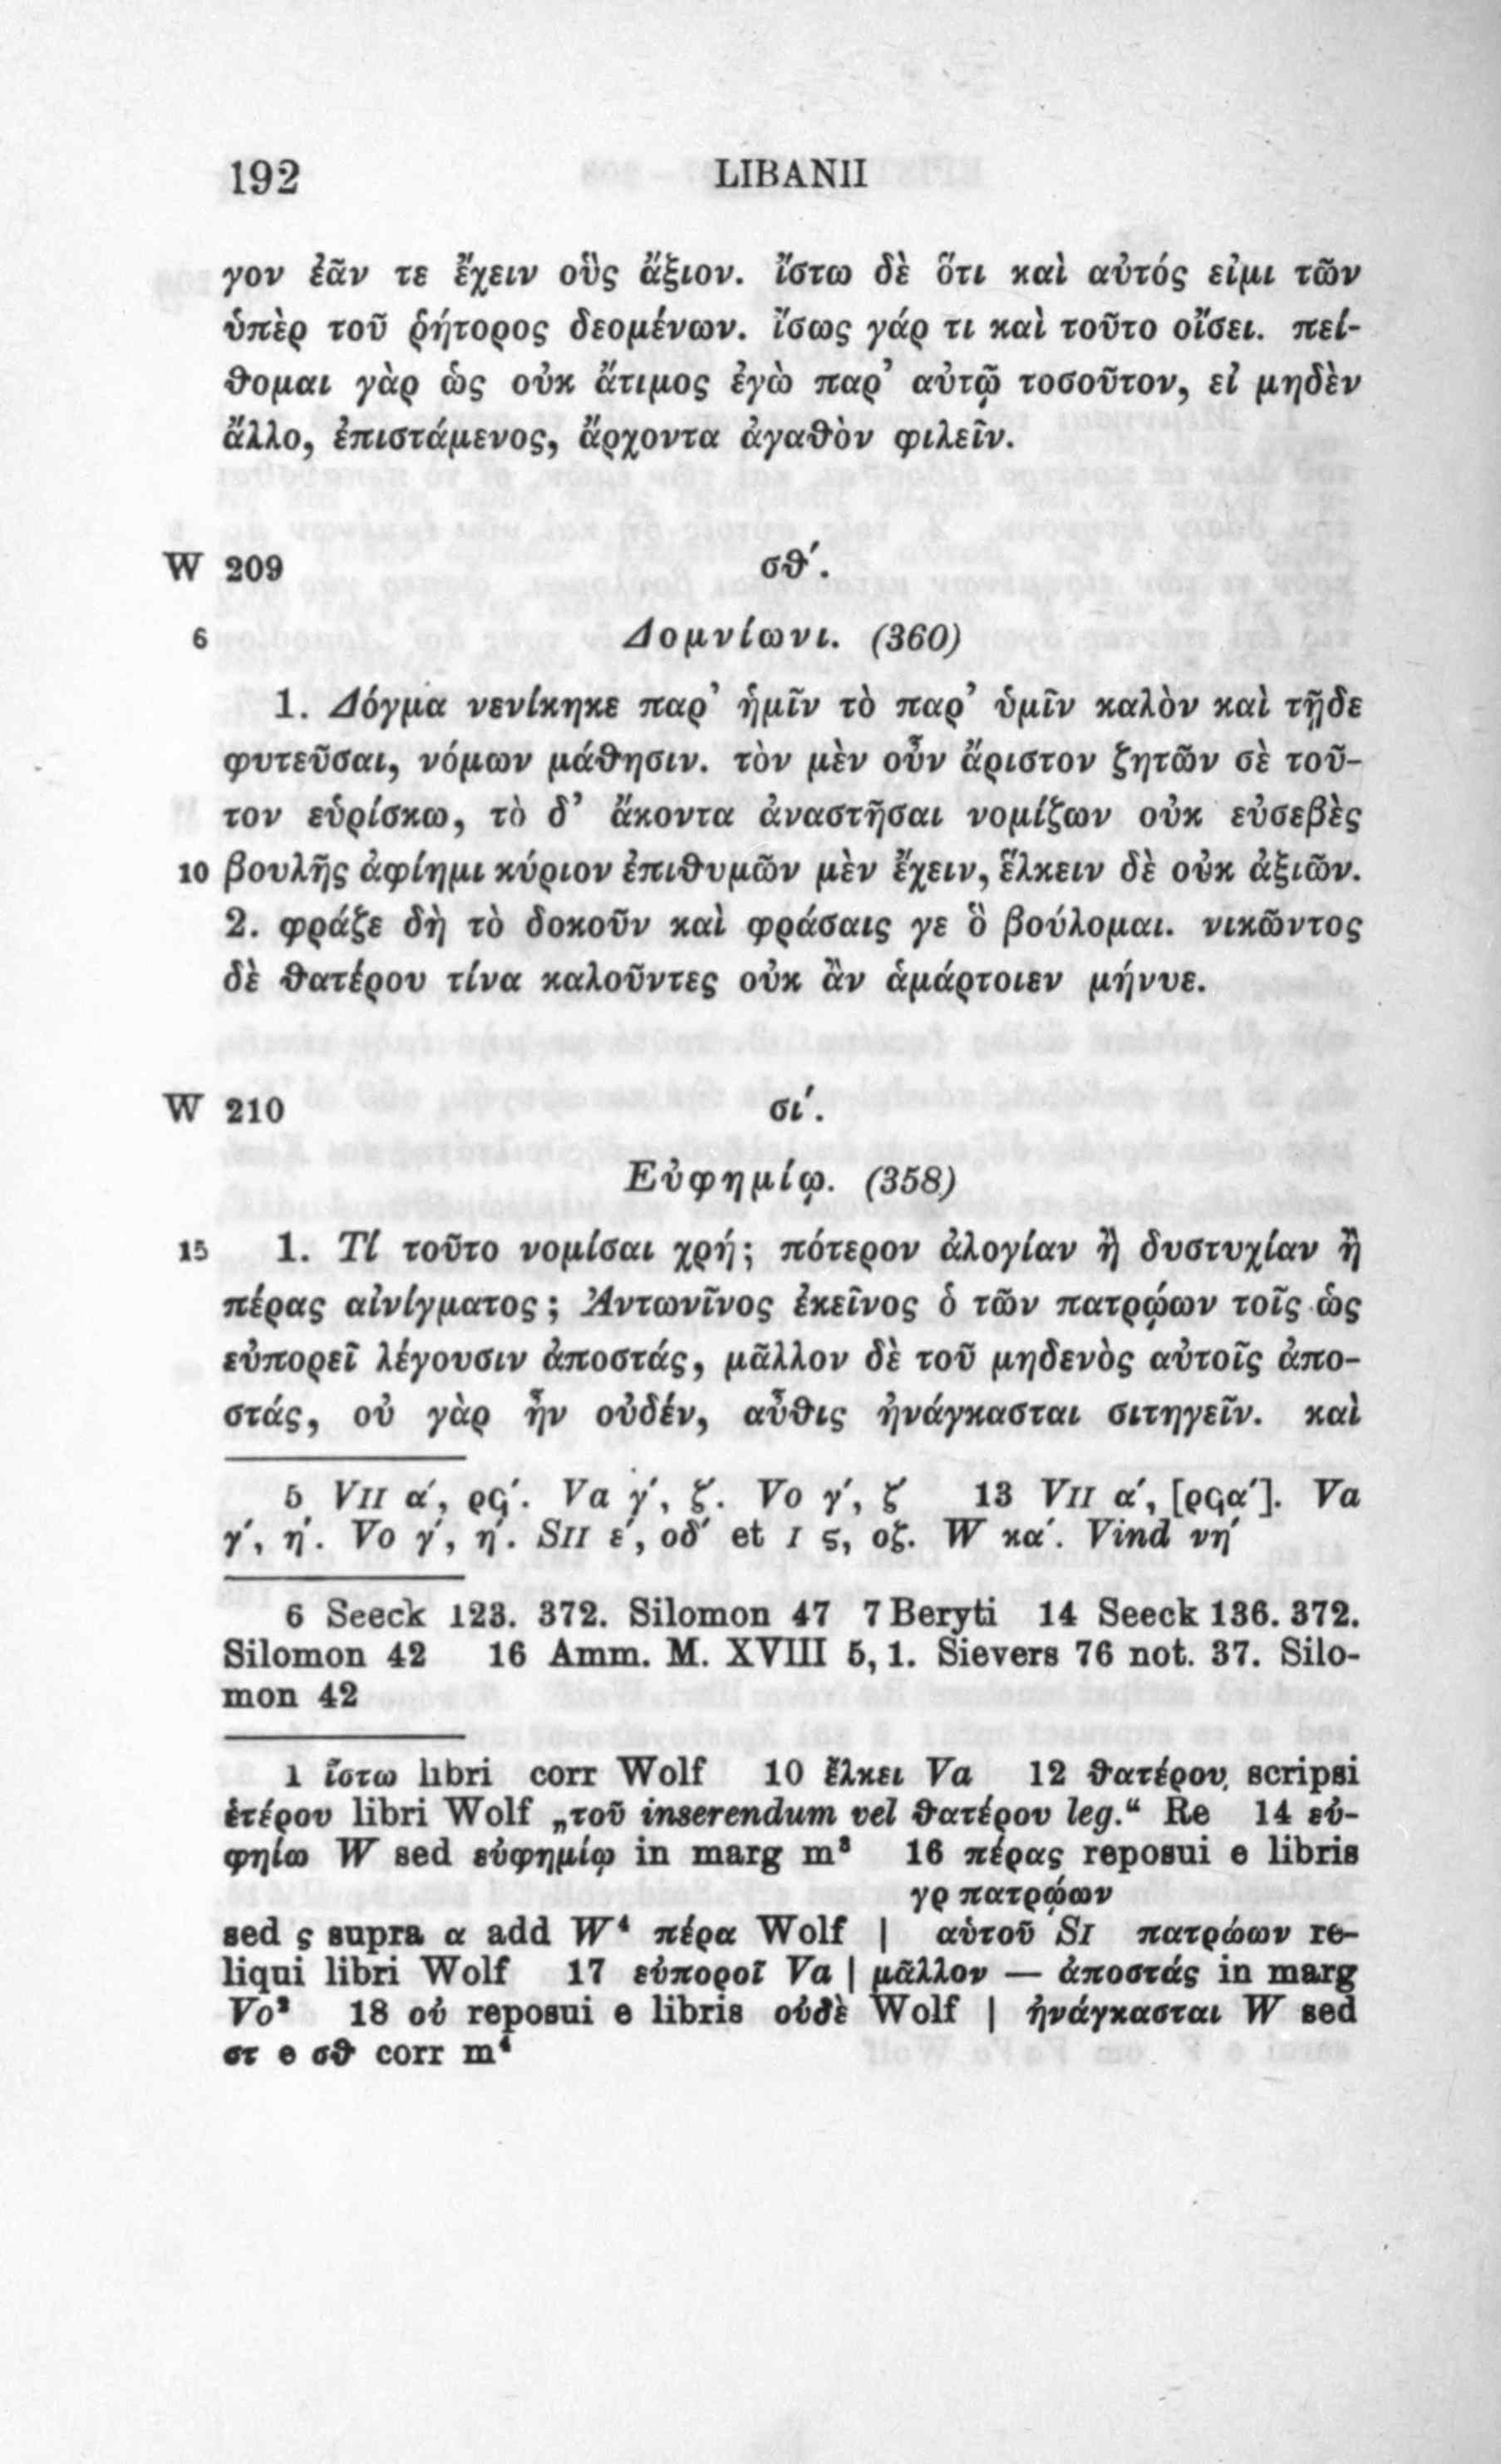 192 LIBANII
γον ἐᾶν τε ἔχειν οὓς ἄξιον. ἴστω δὲ ὅτι καὶ αὐτός εἰμι τῶν
ὑπὲρ τοῦ ῥήτορος δεομένων. ἴσως γάρ τι καὶ τοῦτο οἴσει. πεί-
θομαι γὰρ ὡς οὐκ ἄτιμος ἐγὼ παρ’ αὐτῷ τοσοῦτον, εἰ μηδὲν
ἄλλο, ἐπιστάμενος, ἄρχοντα ἀγαθὸν φιλεῖν.
W 209 σθ΄.
6 Δομνίωνι. (360)
1. Δόγμα νενίκηκε παρ’ ἡμῖν τὸ παρ’ ὑμῖν καλὸν καὶ τῇδε
φυτεῦσαι, νόμων μάθησιν. τὸν μὲν οὖν ἄριστον ζητῶν σὲ τοῦ-
τον εὑρίσκω, τὸ δ’ ἄκοντα ἀναστῆσαι νομίζων οὐκ εὐσεβὲς
10 βουλῆς ἀφίημι κύριον ἐπιθυμῶν μὲν ἔχειν, ἕλκειν δὲ οὐκ ἀξιῶν.
2. φράζε δὴ τὸ δοκοῦν καὶ φράσαις γε ὃ βούλομαι. νικῶντος
δὲ θατέρου τίνα καλοῦντες οὐκ ἂν ἁμάρτοιεν μήνυε.
W 210 σι΄.
Εὐφημίῳ. (358)
15 1. Τί τοῦτο νομίσαι χρή; πότερον ἀλογίαν ἢ δυστυχίαν ἢ
πέρας αἰνίγματος; Ἀντωνῖνος ἐκεῖνος ὁ τῶν πατρῴων τοῖς ὡς
εὐπορεῖ λέγουσιν ἀποστάς, μᾶλλον δὲ τοῦ μηδενὸς αὐτοῖς ἀπο-
στάς, οὐ γὰρ ἦν οὐδέν, αὖθις ἠνάγκασται σιτηγεῖν. καὶ
5 VII α΄, ρϟ΄. Va γ΄, ζ΄. Vo γ΄, ζ΄ 13 VII α΄, [ρϟα΄]. Va
γ΄, η΄. Vo γ΄, η΄. SII ε΄, οδ΄ et I ς, οζ. W κα΄. Vind νη΄
6 Seeck 123. 372. Silomon 47 7 Beryti 14 Seeck 136. 372.
Silomon 42 16 Amm. M. XVIII 5, 1. Sievers 76 not. 37. Silo-
mon 42
1 ἴστω libri corr Wolf 10 ἕλκει Va 12 θατέρου scripsi
ἑτέρου libri Wolf „τοῦ inserendum vel θατέρου leg.“ Re 14 εὐ-
φηίω W sed εὐφημίῳ in marg m³ 16 πέρας reposui e libris
γρ πατρῴων
sed ς supra α add W⁴ πέρα Wolf | αὐτοῦ SI πατρώων re-
liqui libri Wolf 17 εὐποροῖ Va | μᾶλλον — ἀποστάς in marg
Vo² 18 οὐ reposui e libris οὐδὲ Wolf | ἠνάγκασται W sed
στ e σθ corr m⁴